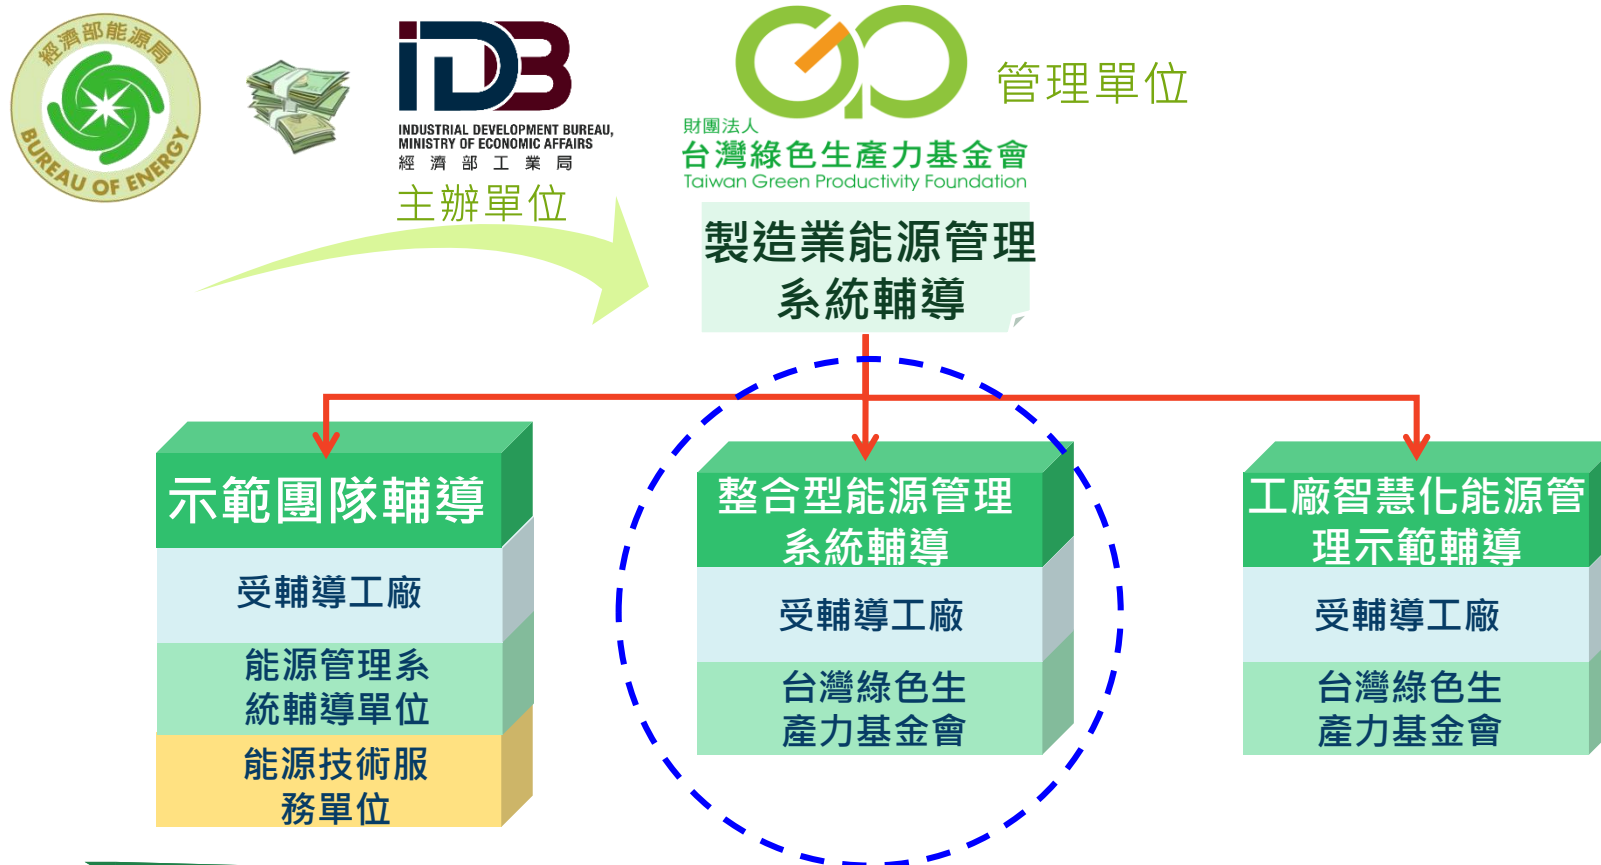 經濟部能源局
BUREAU OF ENERGY
iDB
INDUSTRIAL DEVELOPMENT BUREAU,
MINISTRY OF ECONOMIC AFFAIRS
經濟部工業局
主辦單位
財團法人
台灣綠色生產力基金會
Taiwan Green Productivity Foundation
管理單位
製造業能源管理
系統輔導
示範團隊輔導
受輔導工廠
能源管理系
統輔導單位
能源技術服
務單位
整合型能源管理
系統輔導
受輔導工廠
台灣綠色生
產力基金會
工廠智慧化能源管
理示範輔導
受輔導工廠
台灣綠色生
產力基金會